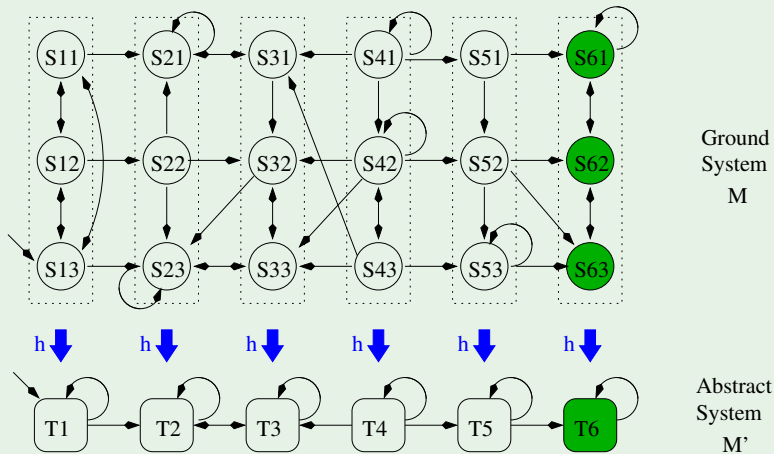 S11 S21 S31 S41 S51 S61
S12 S22 S32 S42 S52 S62
Ground
System
M
S13 S23 S33 S43 S53 S63
h h h h h h
T1 T2 T3 T4 T5 T6
Abstract
System
M'